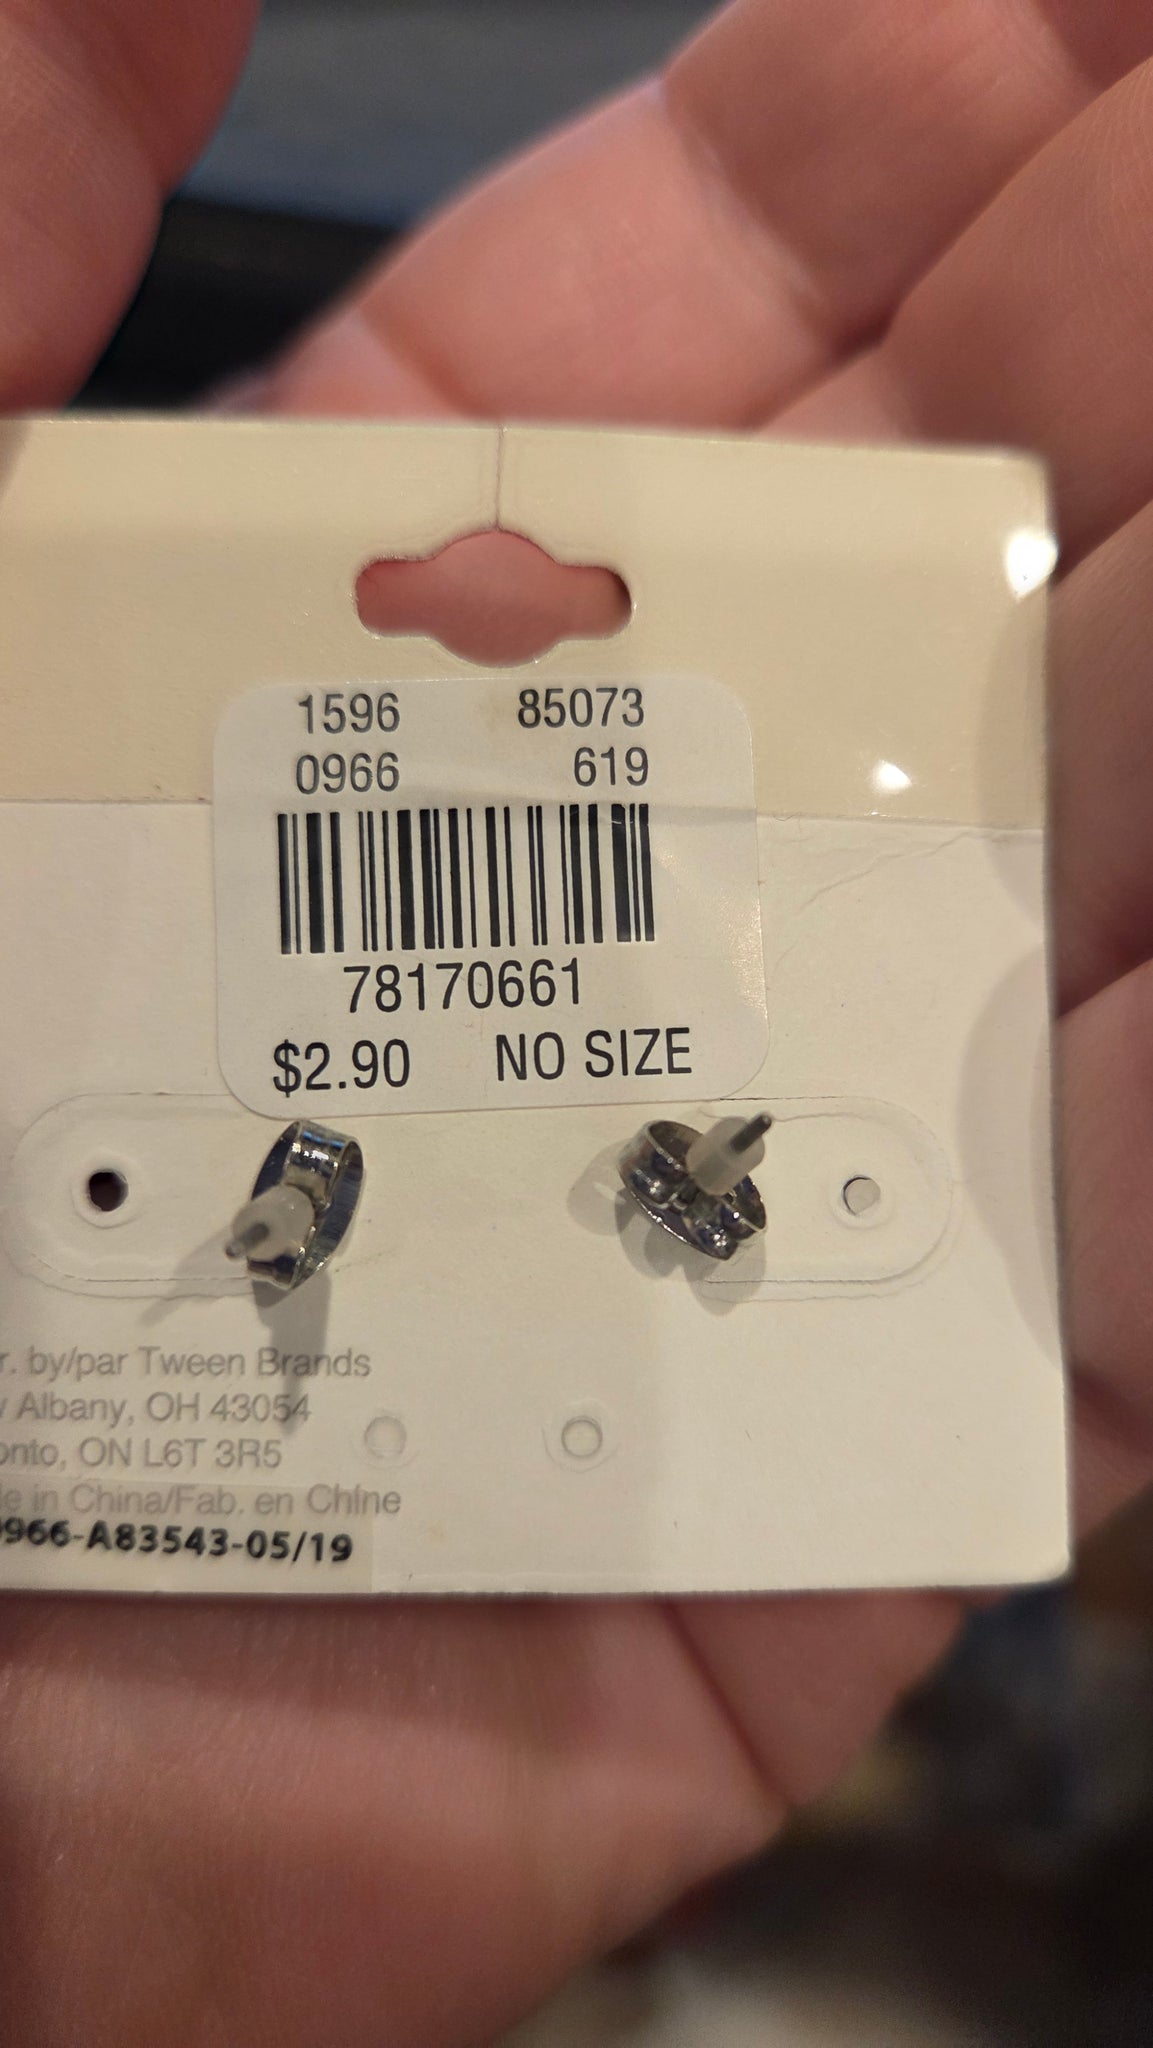 1596 85073
0966 619
78170661
$2.90 NO SIZE
r. by/par Tween Brands
Albany, OH 43054
onto, ON L6T 3R5
e in China/Fab. en Chine
966-A83543-05/19